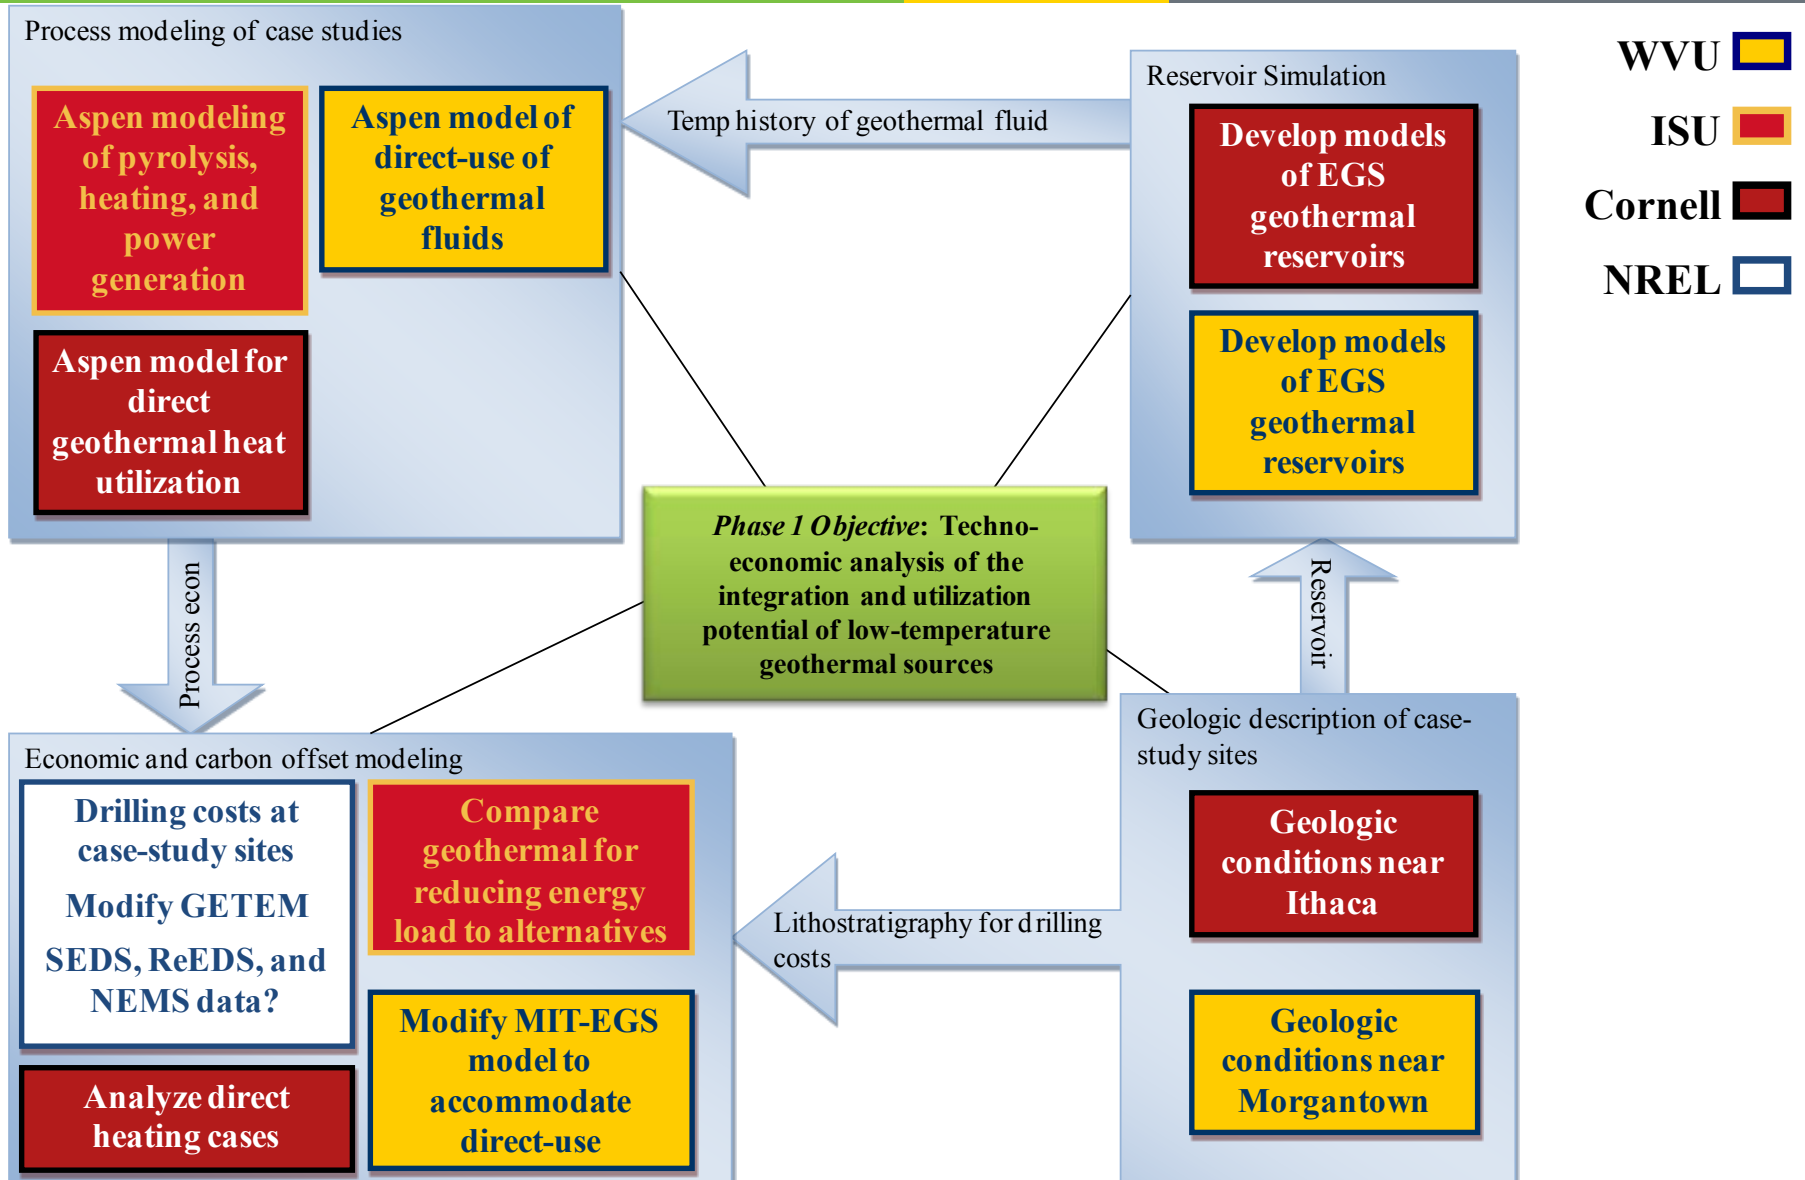 Process modeling of case studies
Aspen modeling
of pyrolysis,
heating, and
power
generation
Aspen model of
direct-use of
geothermal
fluids
Aspen model for
direct
geothermal heat
utilization
Temp history of geothermal fluid
Reservoir Simulation
Develop models
of EGS
geothermal
reservoirs
Develop models
of EGS
geothermal
reservoirs
WVU
ISU
Cornell
NREL
Phase 1 Objective: Techno-
economic analysis of the
integration and utilization
potential of low-temperature
geothermal sources
Process econ
Reservoir
Economic and carbon offset modeling
Drilling costs at
case-study sites
Modify GETEM
SEDS, ReEDS, and
NEMS data?
Compare
geothermal for
reducing energy
load to alternatives
Analyze direct
heating cases
Modify MIT-EGS
model to
accommodate
direct-use
Lithostratigraphy for drilling
costs
Geologic description of case-
study sites
Geologic
conditions near
Ithaca
Geologic
conditions near
Morgantown